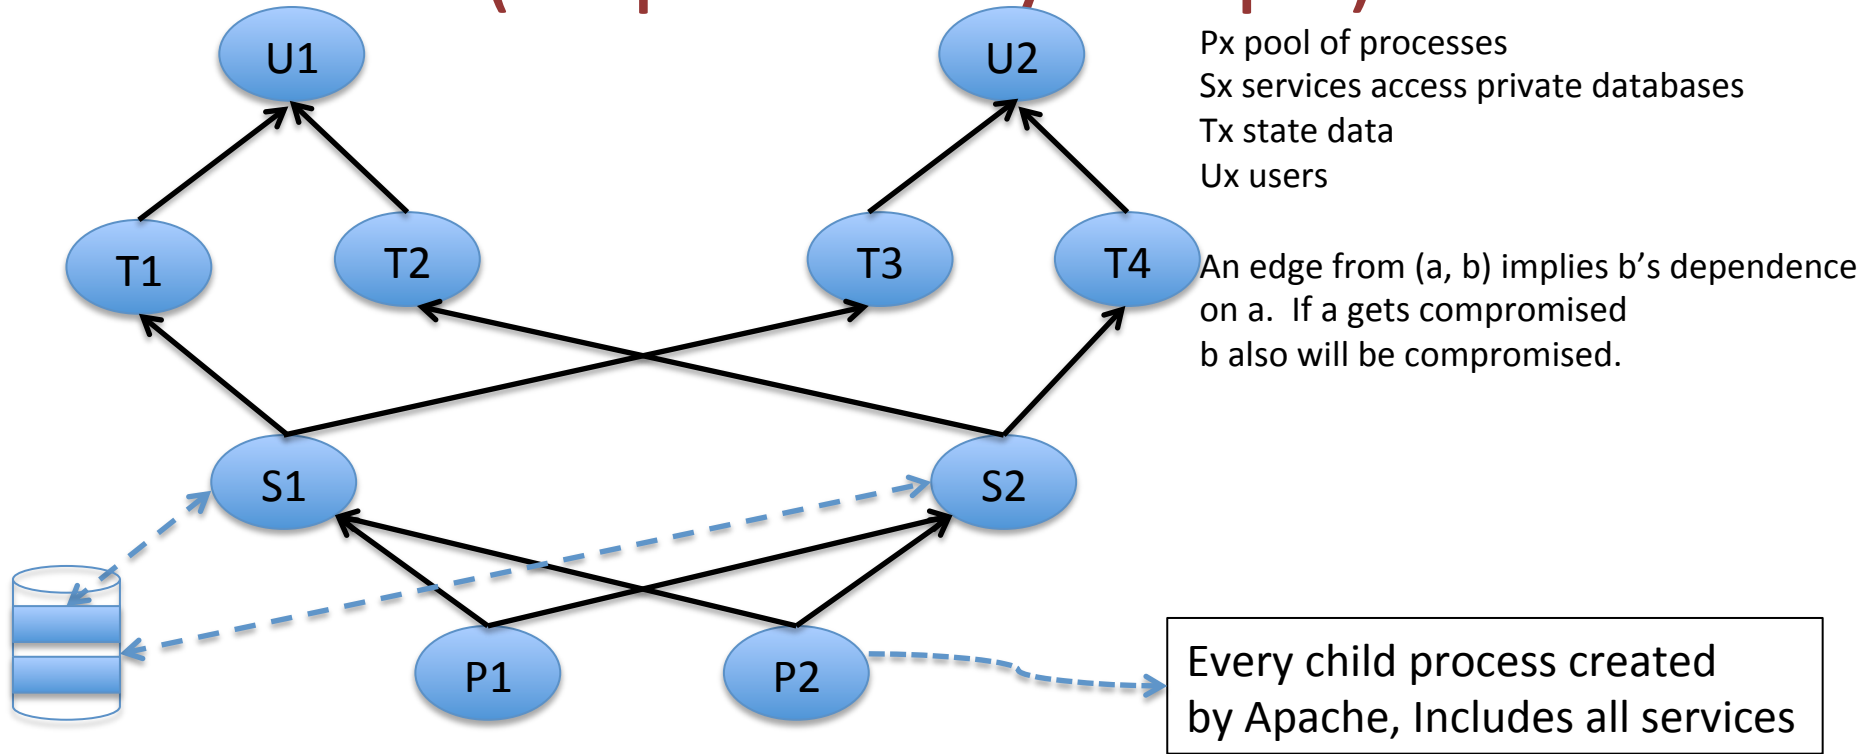 U1
U2
Px pool of processes
Sx services access private databases
Tx state data
Ux users
T1
T2
T3
T4
An edge from (a, b) implies b’s dependence
on a. If a gets compromised
b also will be compromised.
S1
S2
P1
P2
Every child process created
by Apache, Includes all services